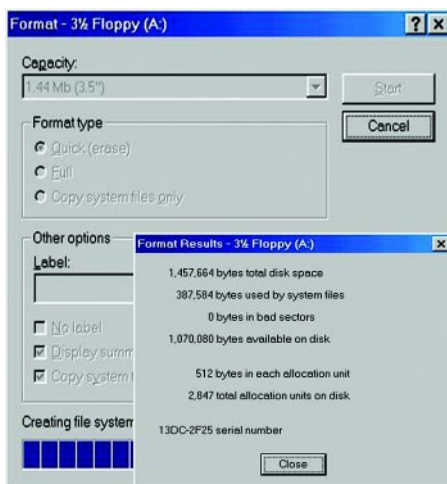 Format - 3½ Floppy (A:)
Capacity:
1.44 Mb (3.5")
Start
Format type
Cancel
Quick (erase)
Full
Copy system files only
Other options
Label:
No label
Display summ
Copy system
Creating file system
Format Results - 3½ Floppy (A:)
1,457,664 bytes total disk space
387,584 bytes used by system files
0 bytes in bad sectors
1,070,080 bytes available on disk
512 bytes in each allocation unit
2,847 total allocation units on disk
13DC-2F25 serial number
Close